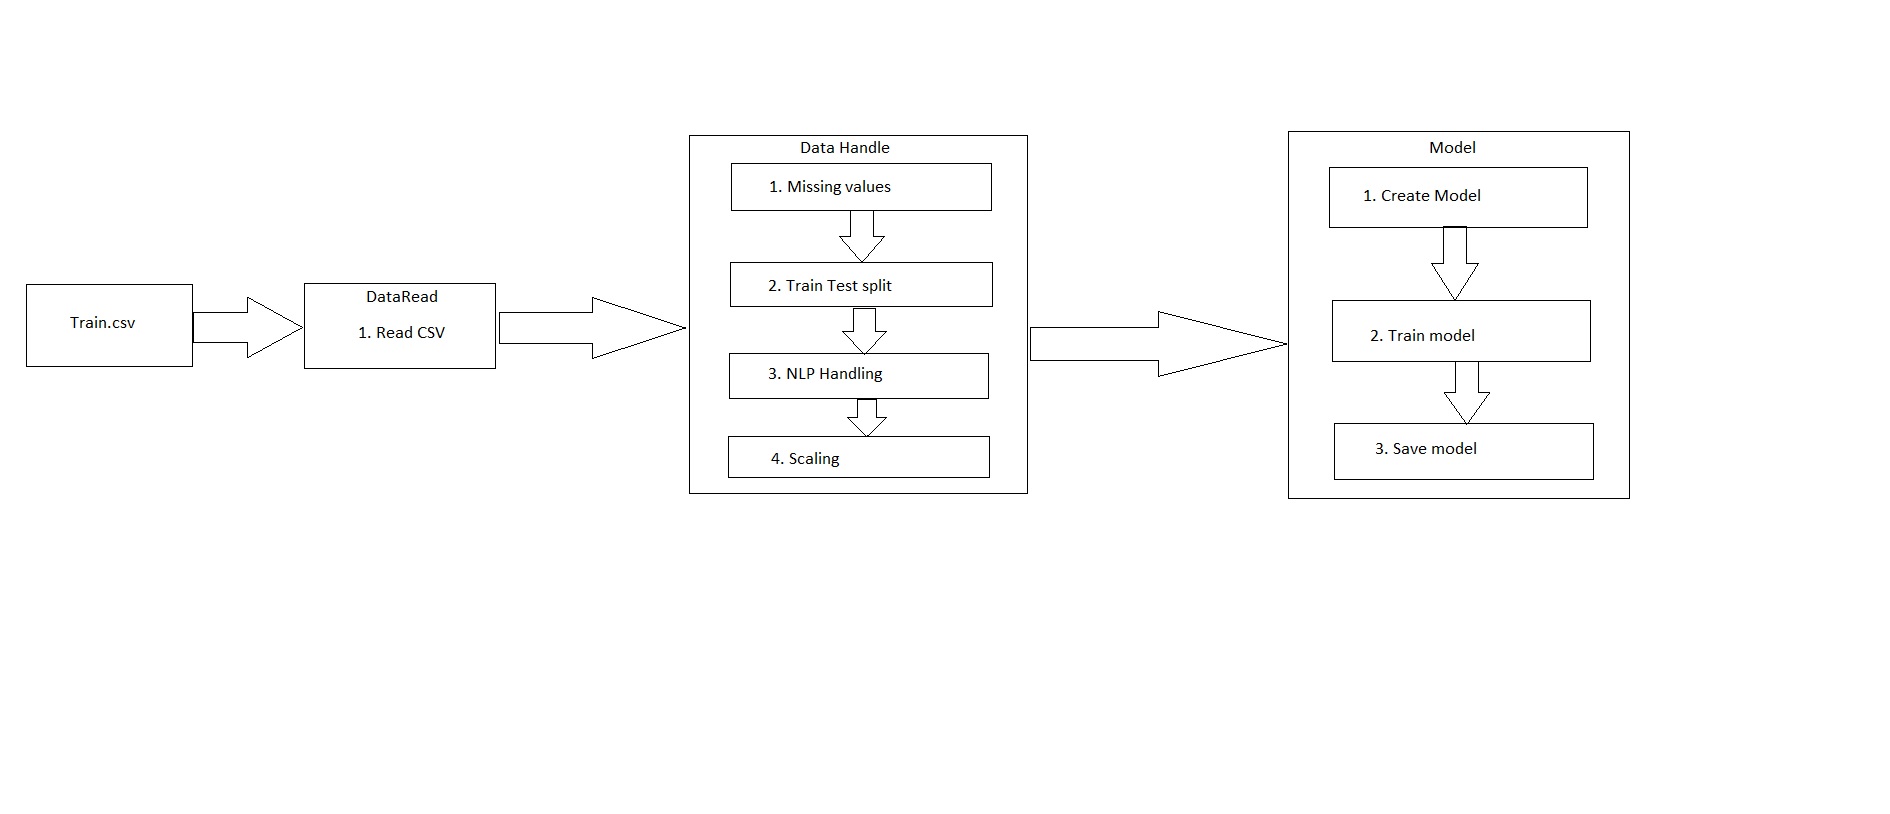 Train.csv
DataRead
1. Read CSV
Data Handle
1. Missing values
2. Train Test split
3. NLP Handling
4. Scaling
Model
1. Create Model
2. Train model
3. Save model